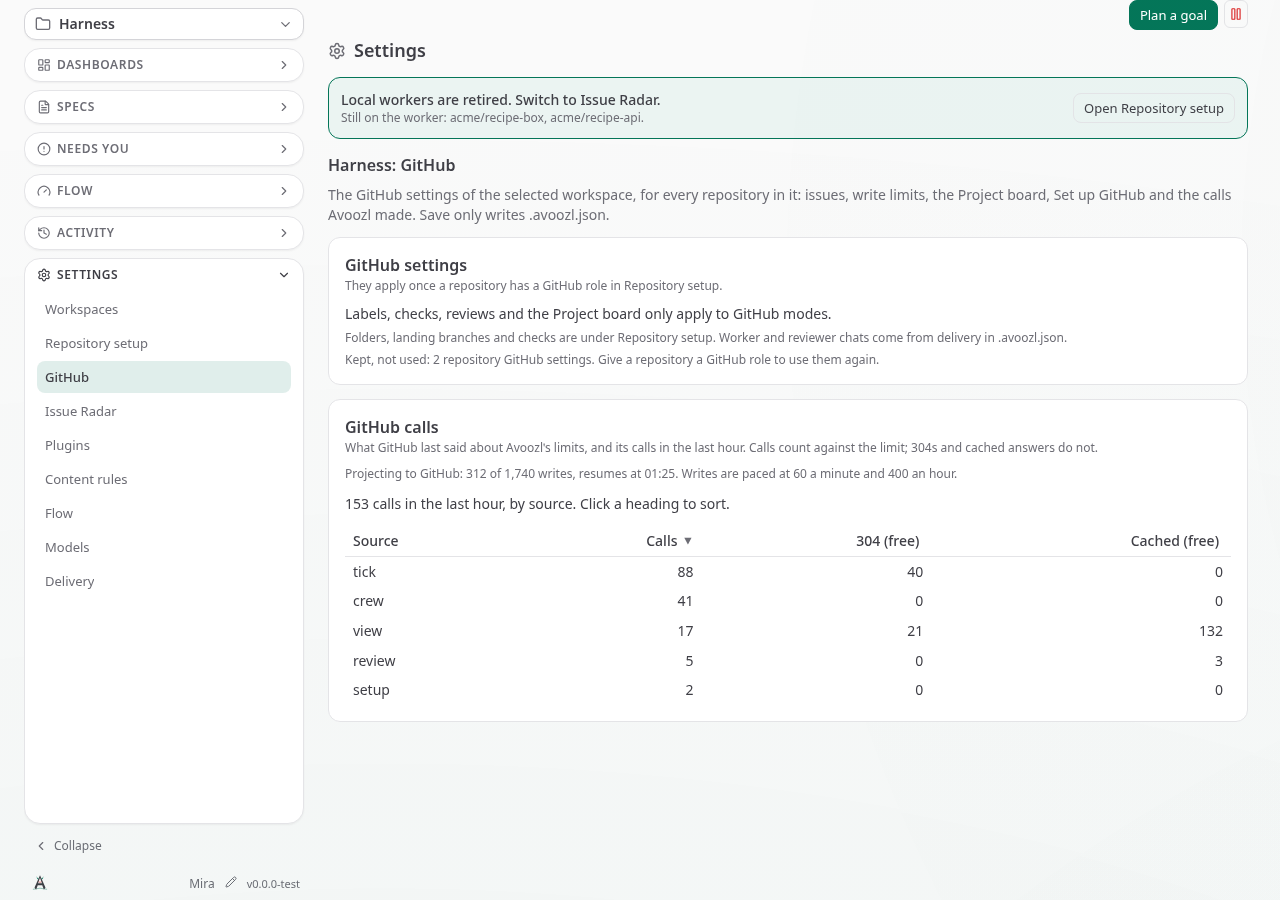 Harness
Plan a goal
DASHBOARDS
SPECS
NEEDS YOU
FLOW
ACTIVITY
SETTINGS
Workspaces
Repository setup
GitHub
Issue Radar
Plugins
Content rules
Flow
Models
Delivery
Collapse
Mira
v0.0.0-test
Settings
Local workers are retired. Switch to Issue Radar.
Still on the worker: acme/recipe-box, acme/recipe-api.
Open Repository setup
Harness: GitHub
The GitHub settings of the selected workspace, for every repository in it: issues, write limits, the Project board, Set up GitHub and the calls
Avoozl made. Save only writes .avoozl.json.
GitHub settings
They apply once a repository has a GitHub role in Repository setup.
Labels, checks, reviews and the Project board only apply to GitHub modes.
Folders, landing branches and checks are under Repository setup. Worker and reviewer chats come from delivery in .avoozl.json.
Kept, not used: 2 repository GitHub settings. Give a repository a GitHub role to use them again.
GitHub calls
What GitHub last said about Avoozl's limits, and its calls in the last hour. Calls count against the limit; 304s and cached answers do not.
Projecting to GitHub: 312 of 1,740 writes, resumes at 01:25. Writes are paced at 60 a minute and 400 an hour.
153 calls in the last hour, by source. Click a heading to sort.
Source Calls ▼ 304 (free) Cached (free)
tick 88 40 0
crew 41 0 0
view 17 21 132
review 5 0 3
setup 2 0 0